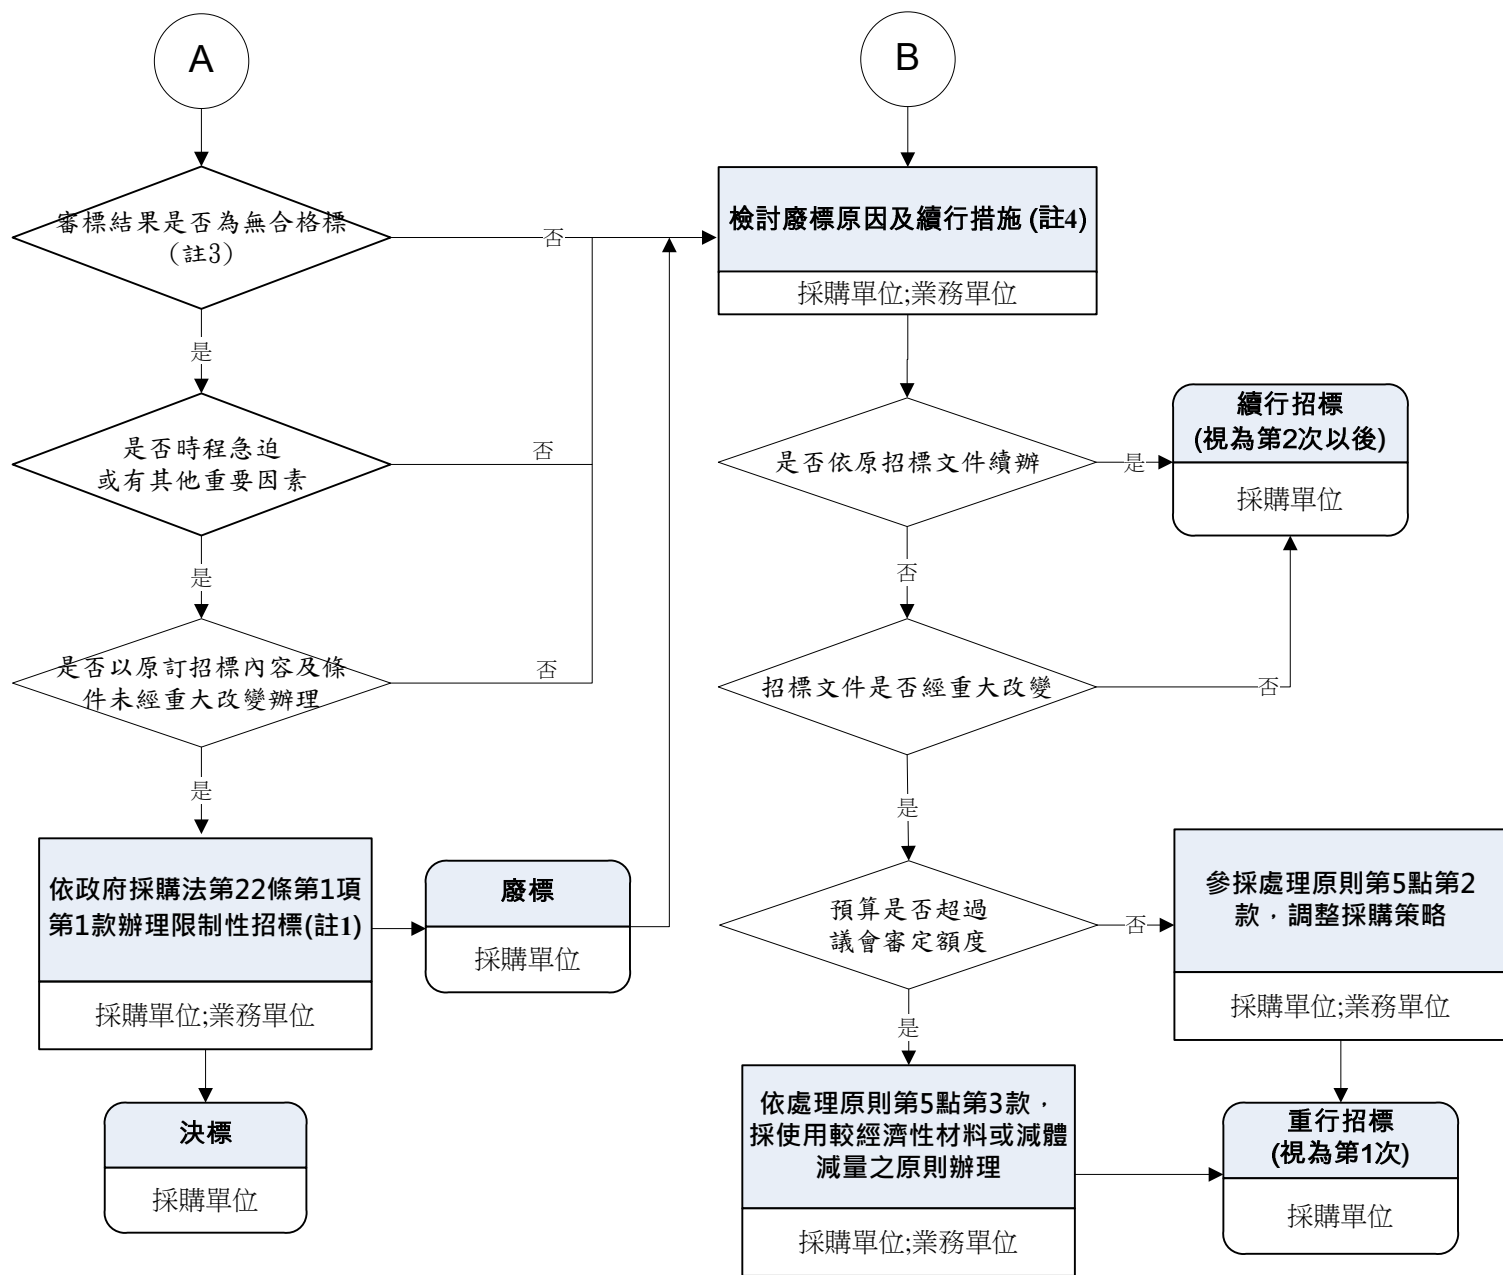 A
審標結果是否為無合格標
(註3)
否
是
是否時程急迫
或有其他重要因素
否
是
是否以原訂招標內容及條
件未經重大改變辦理
否
是
依政府採購法第22條第1項
第1款辦理限制性招標(註1)
採購單位;業務單位
廢標
採購單位
決標
採購單位
B
檢討廢標原因及續行措施 (註4)
採購單位;業務單位
是否依原招標文件續辦
是
續行招標
(視為第2次以後)
採購單位
否
招標文件是否經重大改變
否
是
預算是否超過
議會審定額度
否
參採處理原則第5點第2
款，調整採購策略
採購單位;業務單位
是
依處理原則第5點第3款，
採使用較經濟性材料或減體
減量之原則辦理
採購單位;業務單位
重行招標
(視為第1次)
採購單位